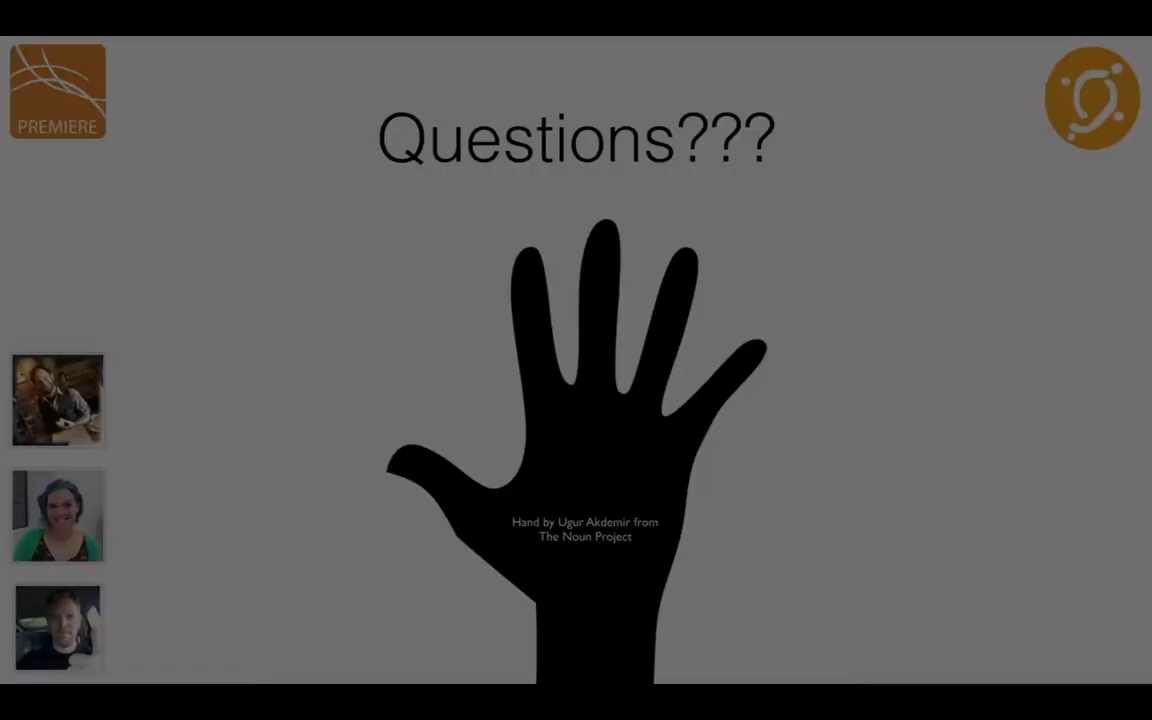 PREMIERE
Questions???
Hand by Ugur Akdemir from
The Noun Project